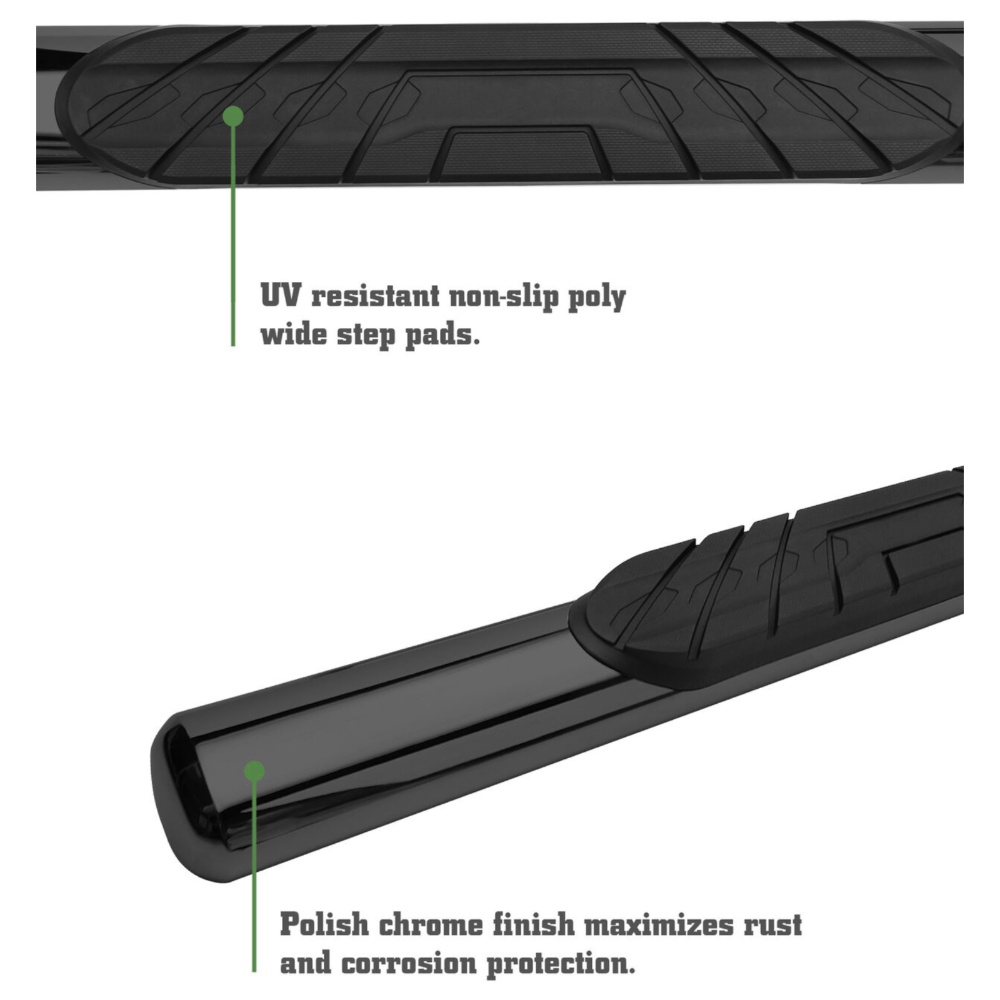 UV resistant non-slip poly
wide step pads.
Polish chrome finish maximizes rust
and corrosion protection.